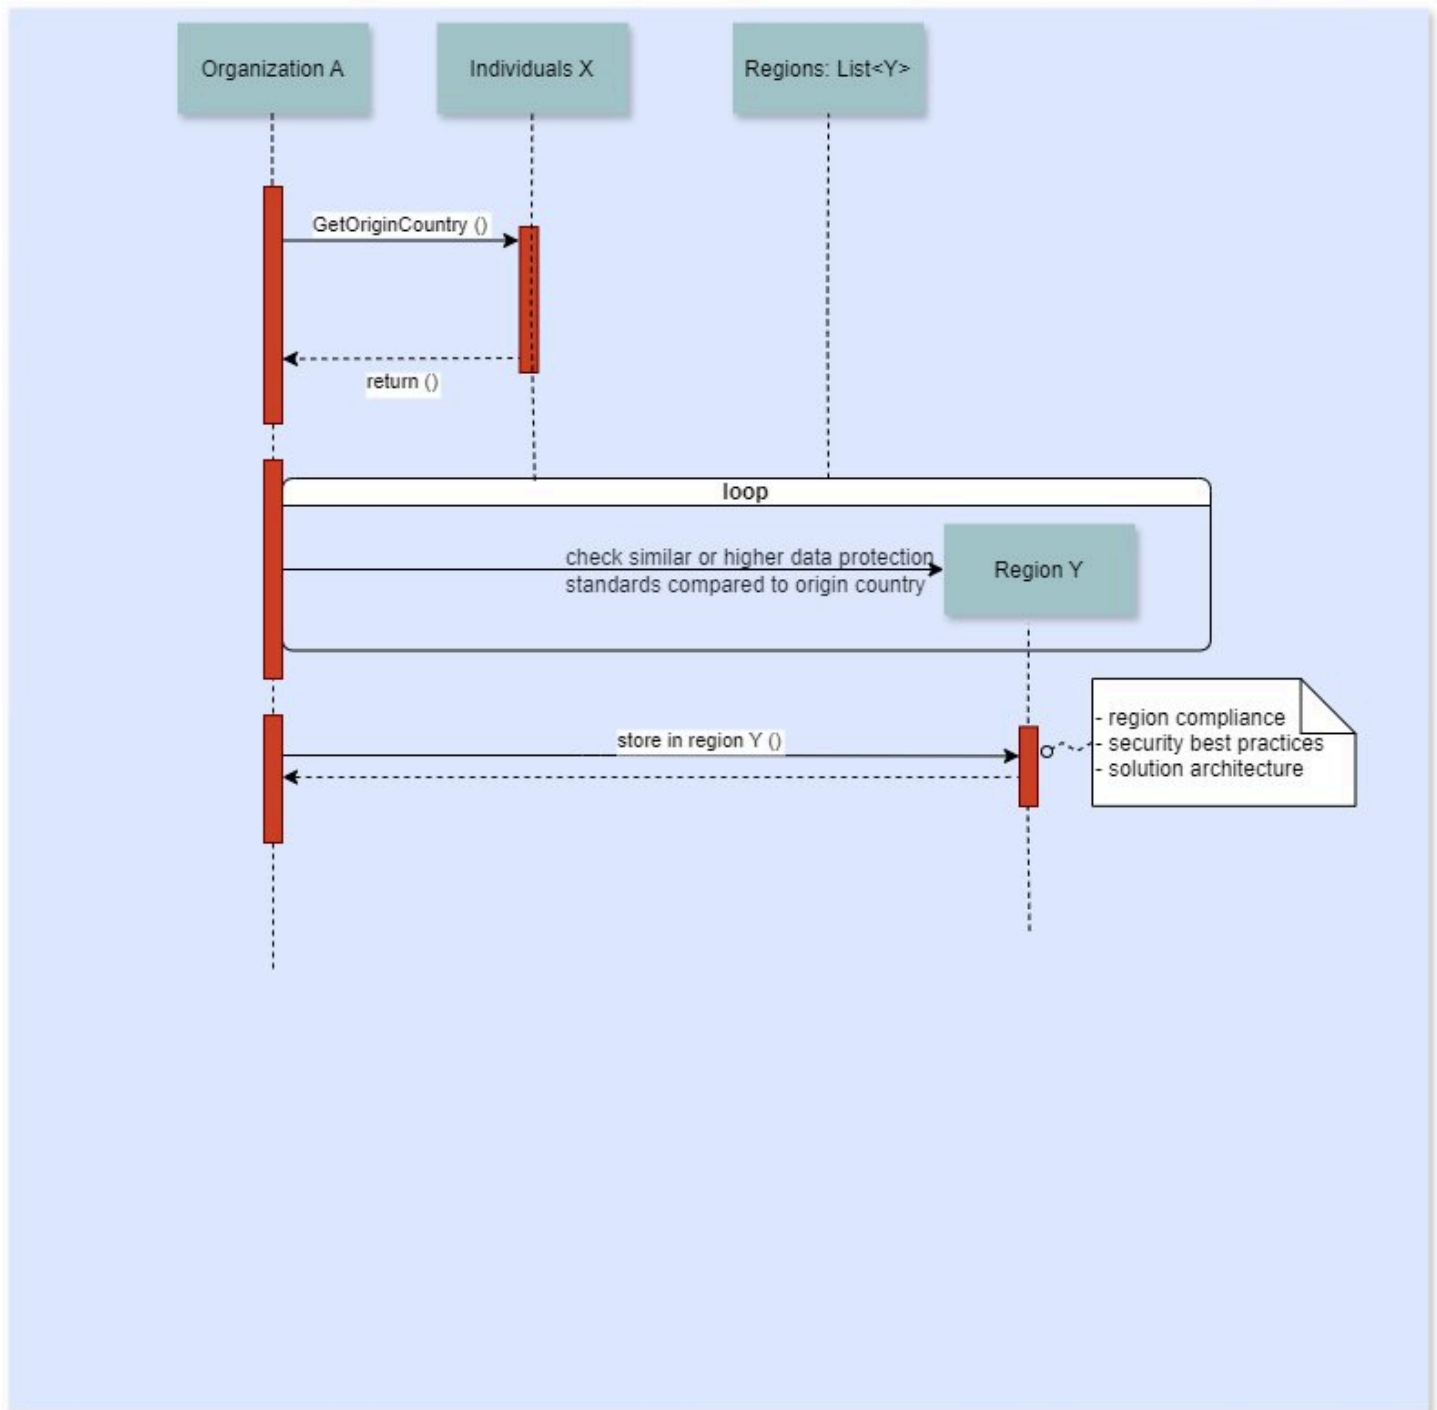 Organization A
Individuals X
Regions: List<Y>
GetOriginCountry ()
return ()
loop
check similar or higher data protection
standards compared to origin country
Region Y
- region compliance
- security best practices
- solution architecture
store in region Y ()